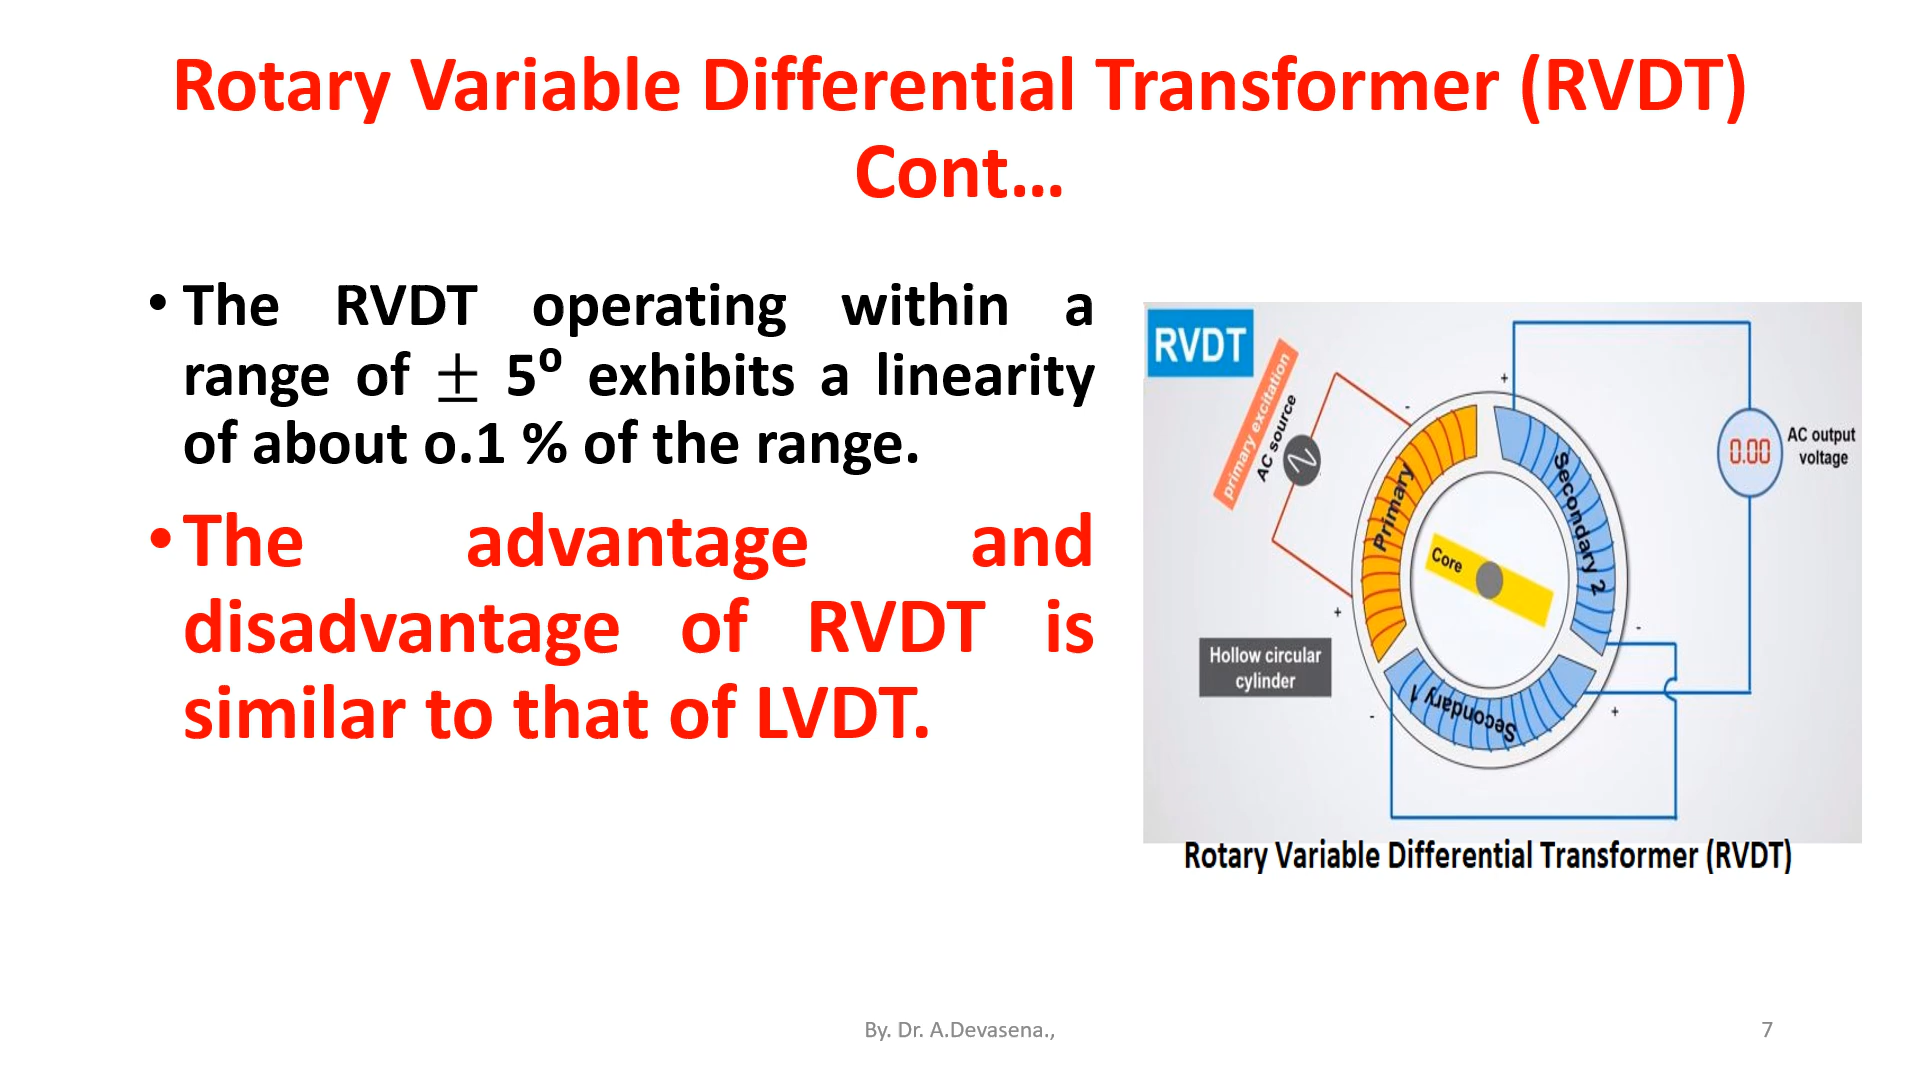 Rotary Variable Differential Transformer (RVDT)
Cont...
• The RVDT operating within a
range of ± 5⁰ exhibits a linearity
of about o.1 % of the range.
• The advantage and
disadvantage of RVDT is
similar to that of LVDT.
RVDT
primary excitation
AC source
-
+
Primary
+
Secondary 2
-
Core
Secondary 1
-
+
0.00
AC output
voltage
Hollow circular
cylinder
Rotary Variable Differential Transformer (RVDT)
By. Dr. A.Devasena.,
7